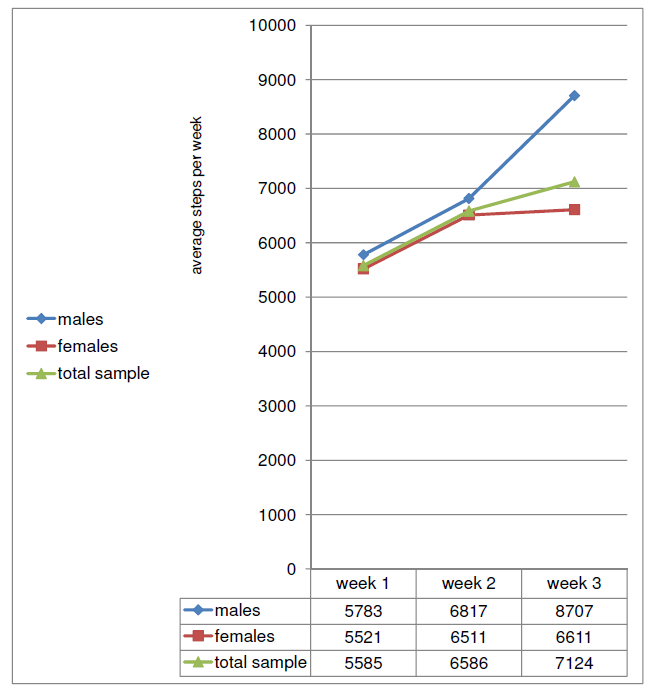 10000
9000
8000
7000
6000
5000
4000
3000
2000
1000
0
average steps per week
males
females
total sample
week 1 week 2 week 3
males 5783 6817 8707
females 5521 6511 6611
total sample 5585 6586 7124